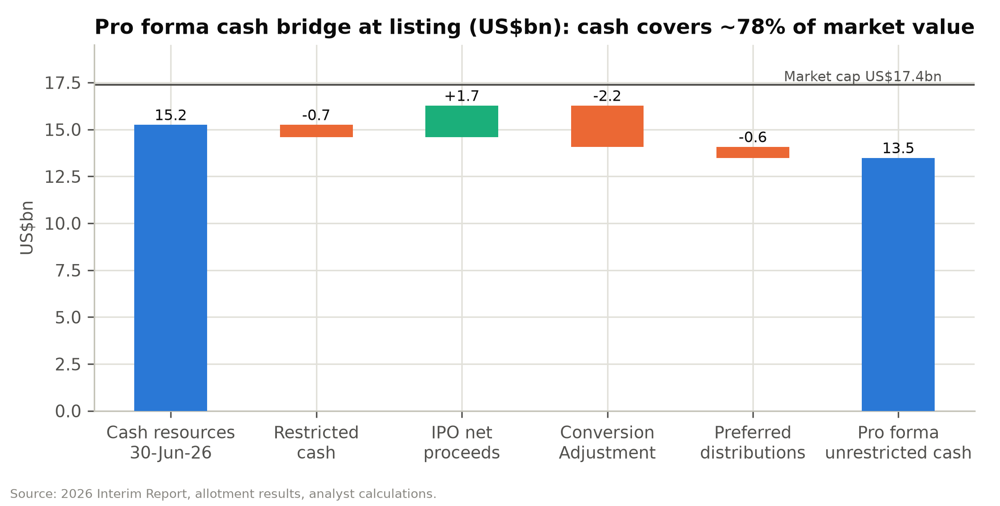 Pro forma cash bridge at listing (US$bn): cash covers ~78% of market value
US$bn
17.5
15.0
12.5
10.0
7.5
5.0
2.5
0.0
Market cap US$17.4bn
15.2
-0.7
+1.7
-2.2
-0.6
13.5
Cash resources
30-Jun-26
Restricted
cash
IPO net
proceeds
Conversion
Adjustment
Preferred
distributions
Pro forma
unrestricted cash
Source: 2026 Interim Report, allotment results, analyst calculations.